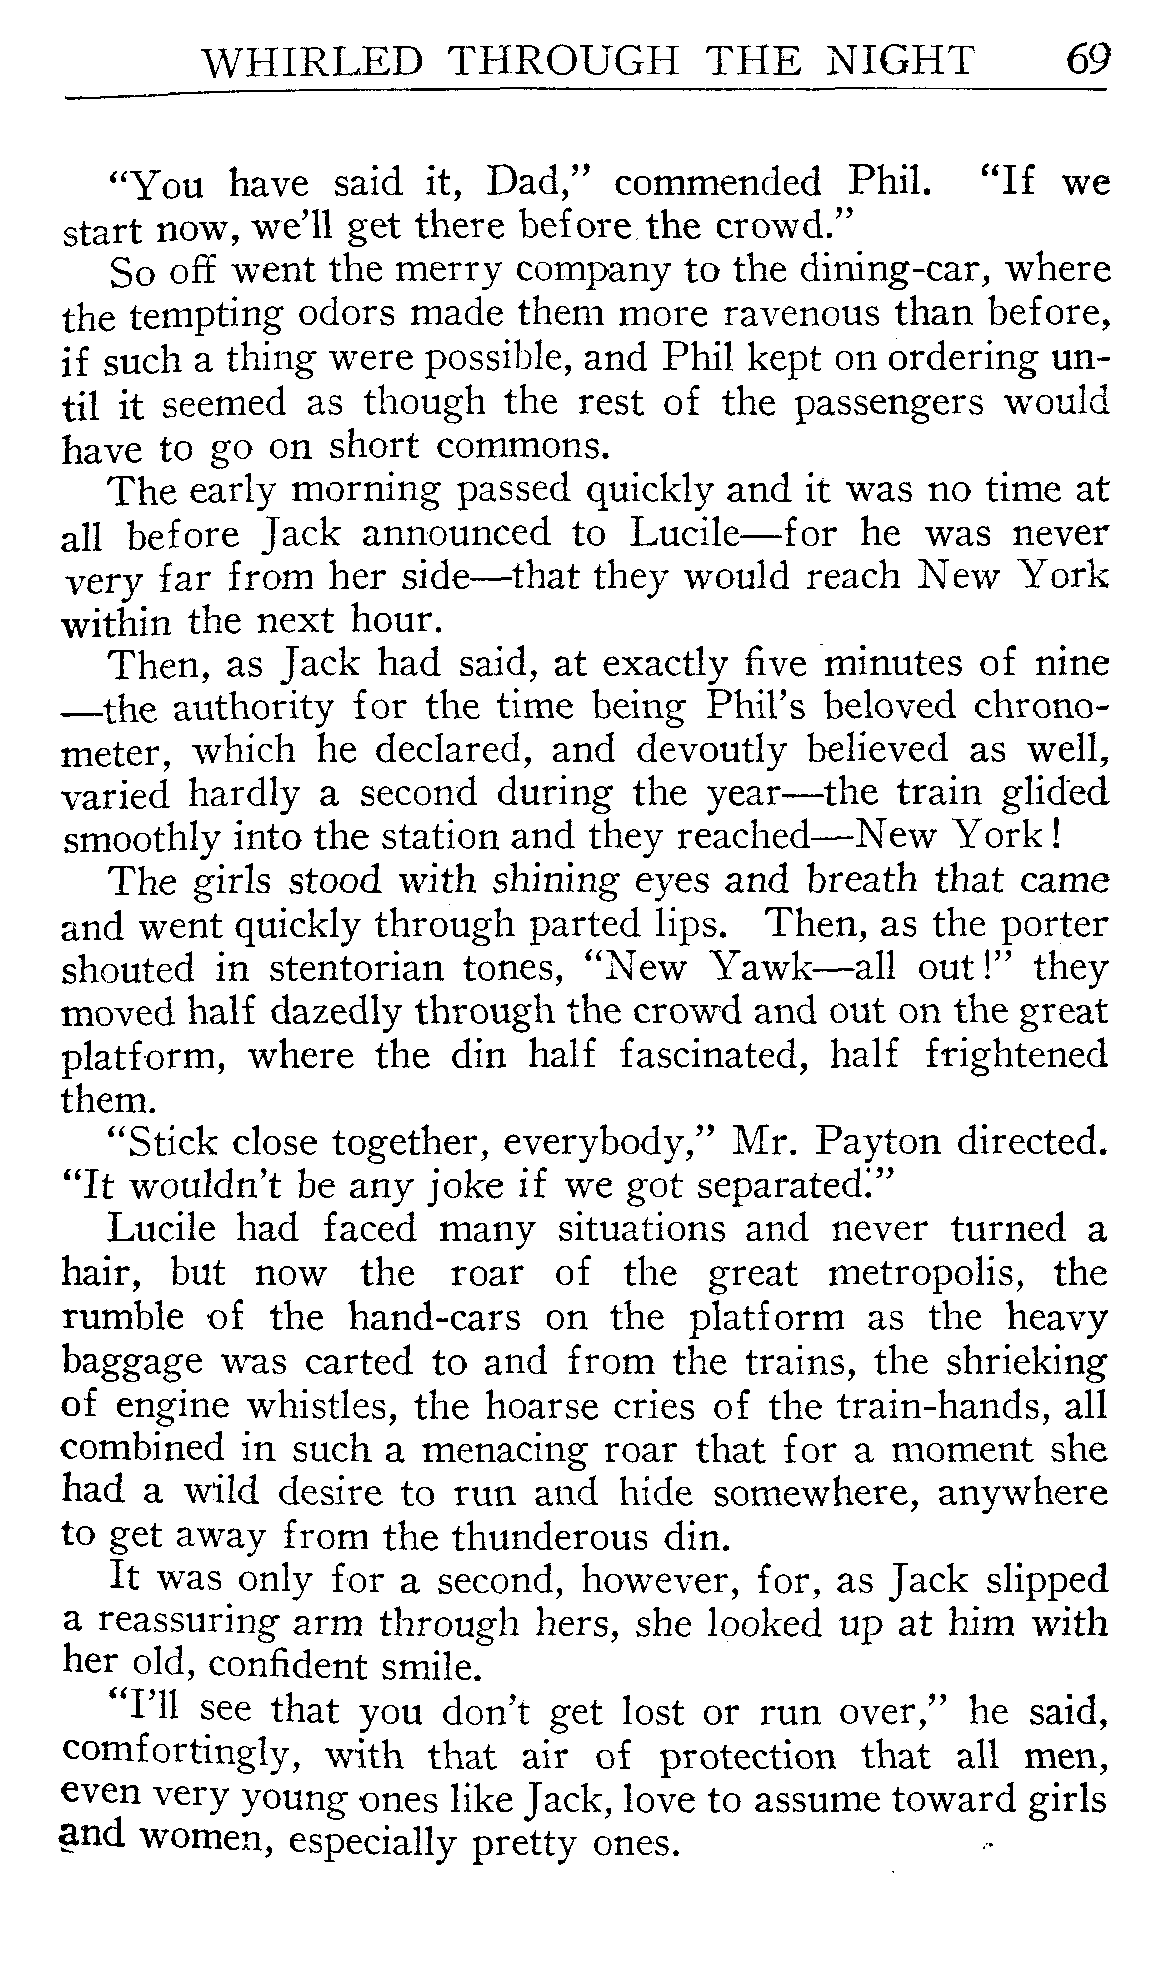 WHIRLED THROUGH THE NIGHT 69
“You have said it, Dad,” commended Phil. “If we
start now, we’ll get there before the crowd.”
So off went the merry company to the dining-car, where
the tempting odors made them more ravenous than before,
if such a thing were possible, and Phil kept on ordering un-
til it seemed as though the rest of the passengers would
have to go on short commons.
The early morning passed quickly and it was no time at
all before Jack announced to Lucile—for he was never
very far from her side—that they would reach New York
within the next hour.
Then, as Jack had said, at exactly five minutes of nine
—the authority for the time being Phil’s beloved chrono-
meter, which he declared, and devoutly believed as well,
varied hardly a second during the year—the train glided
smoothly into the station and they reached—New York!
The girls stood with shining eyes and breath that came
and went quickly through parted lips. Then, as the porter
shouted in stentorian tones, “New Yawk—all out!” they
moved half dazedly through the crowd and out on the great
platform, where the din half fascinated, half frightened
them.
“Stick close together, everybody,” Mr. Payton directed.
“It wouldn’t be any joke if we got separated.”
Lucile had faced many situations and never turned a
hair, but now the roar of the great metropolis, the
rumble of the hand-cars on the platform as the heavy
baggage was carted to and from the trains, the shrieking
of engine whistles, the hoarse cries of the train-hands, all
combined in such a menacing roar that for a moment she
had a wild desire to run and hide somewhere, anywhere
to get away from the thunderous din.
It was only for a second, however, for, as Jack slipped
a reassuring arm through hers, she looked up at him with
her old, confident smile.
“I’ll see that you don’t get lost or run over,” he said,
comfortingly, with that air of protection that all men,
even very young ones like Jack, love to assume toward girls
and women, especially pretty ones.